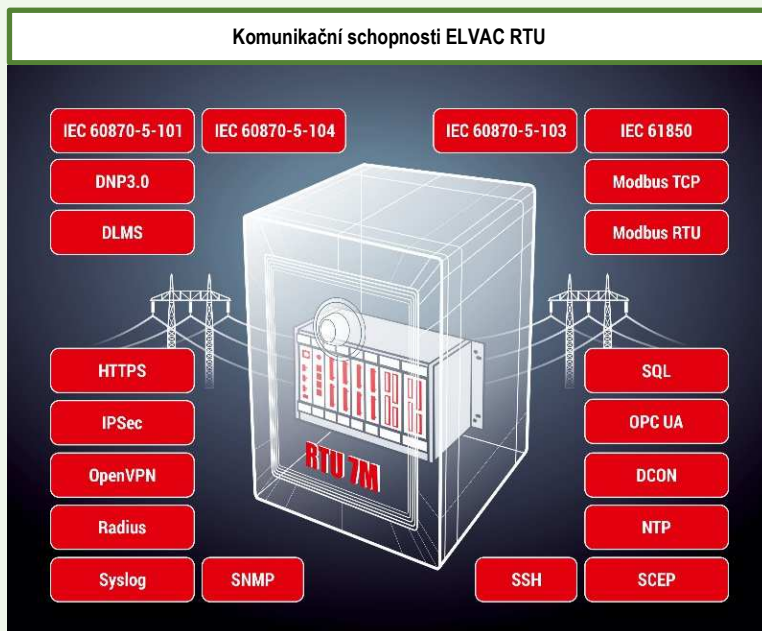 Komunikační schopnosti ELVAC RTU
IEC 60870-5-101 IEC 60870-5-104 IEC 60870-5-103 IEC 61850
DNP3.0 Modbus TCP
DLMS Modbus RTU
HTTPS SQL
IPSec OPC UA
OpenVPN DCON
RTU 7M
Radius NTP
Syslog SNMP SSH SCEP